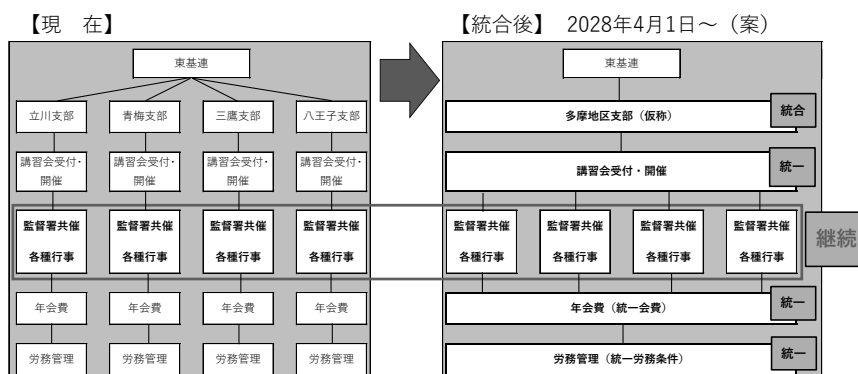 【現　在】
【統合後】 2028年4月1日～（案）
東基連
立川支部
青梅支部
三鷹支部
八王子支部
講習会受付・
開催
講習会受付・
開催
講習会受付・
開催
講習会受付・
開催
監督署共催
各種行事
監督署共催
各種行事
監督署共催
各種行事
監督署共催
各種行事
年会費
年会費
年会費
年会費
労務管理
労務管理
労務管理
労務管理
東基連
多摩地区支部（仮称）
統合
講習会受付・開催
統一
監督署共催
各種行事
監督署共催
各種行事
監督署共催
各種行事
監督署共催
各種行事
継続
年会費（統一会費）
統一
労務管理（統一労務条件）
統一